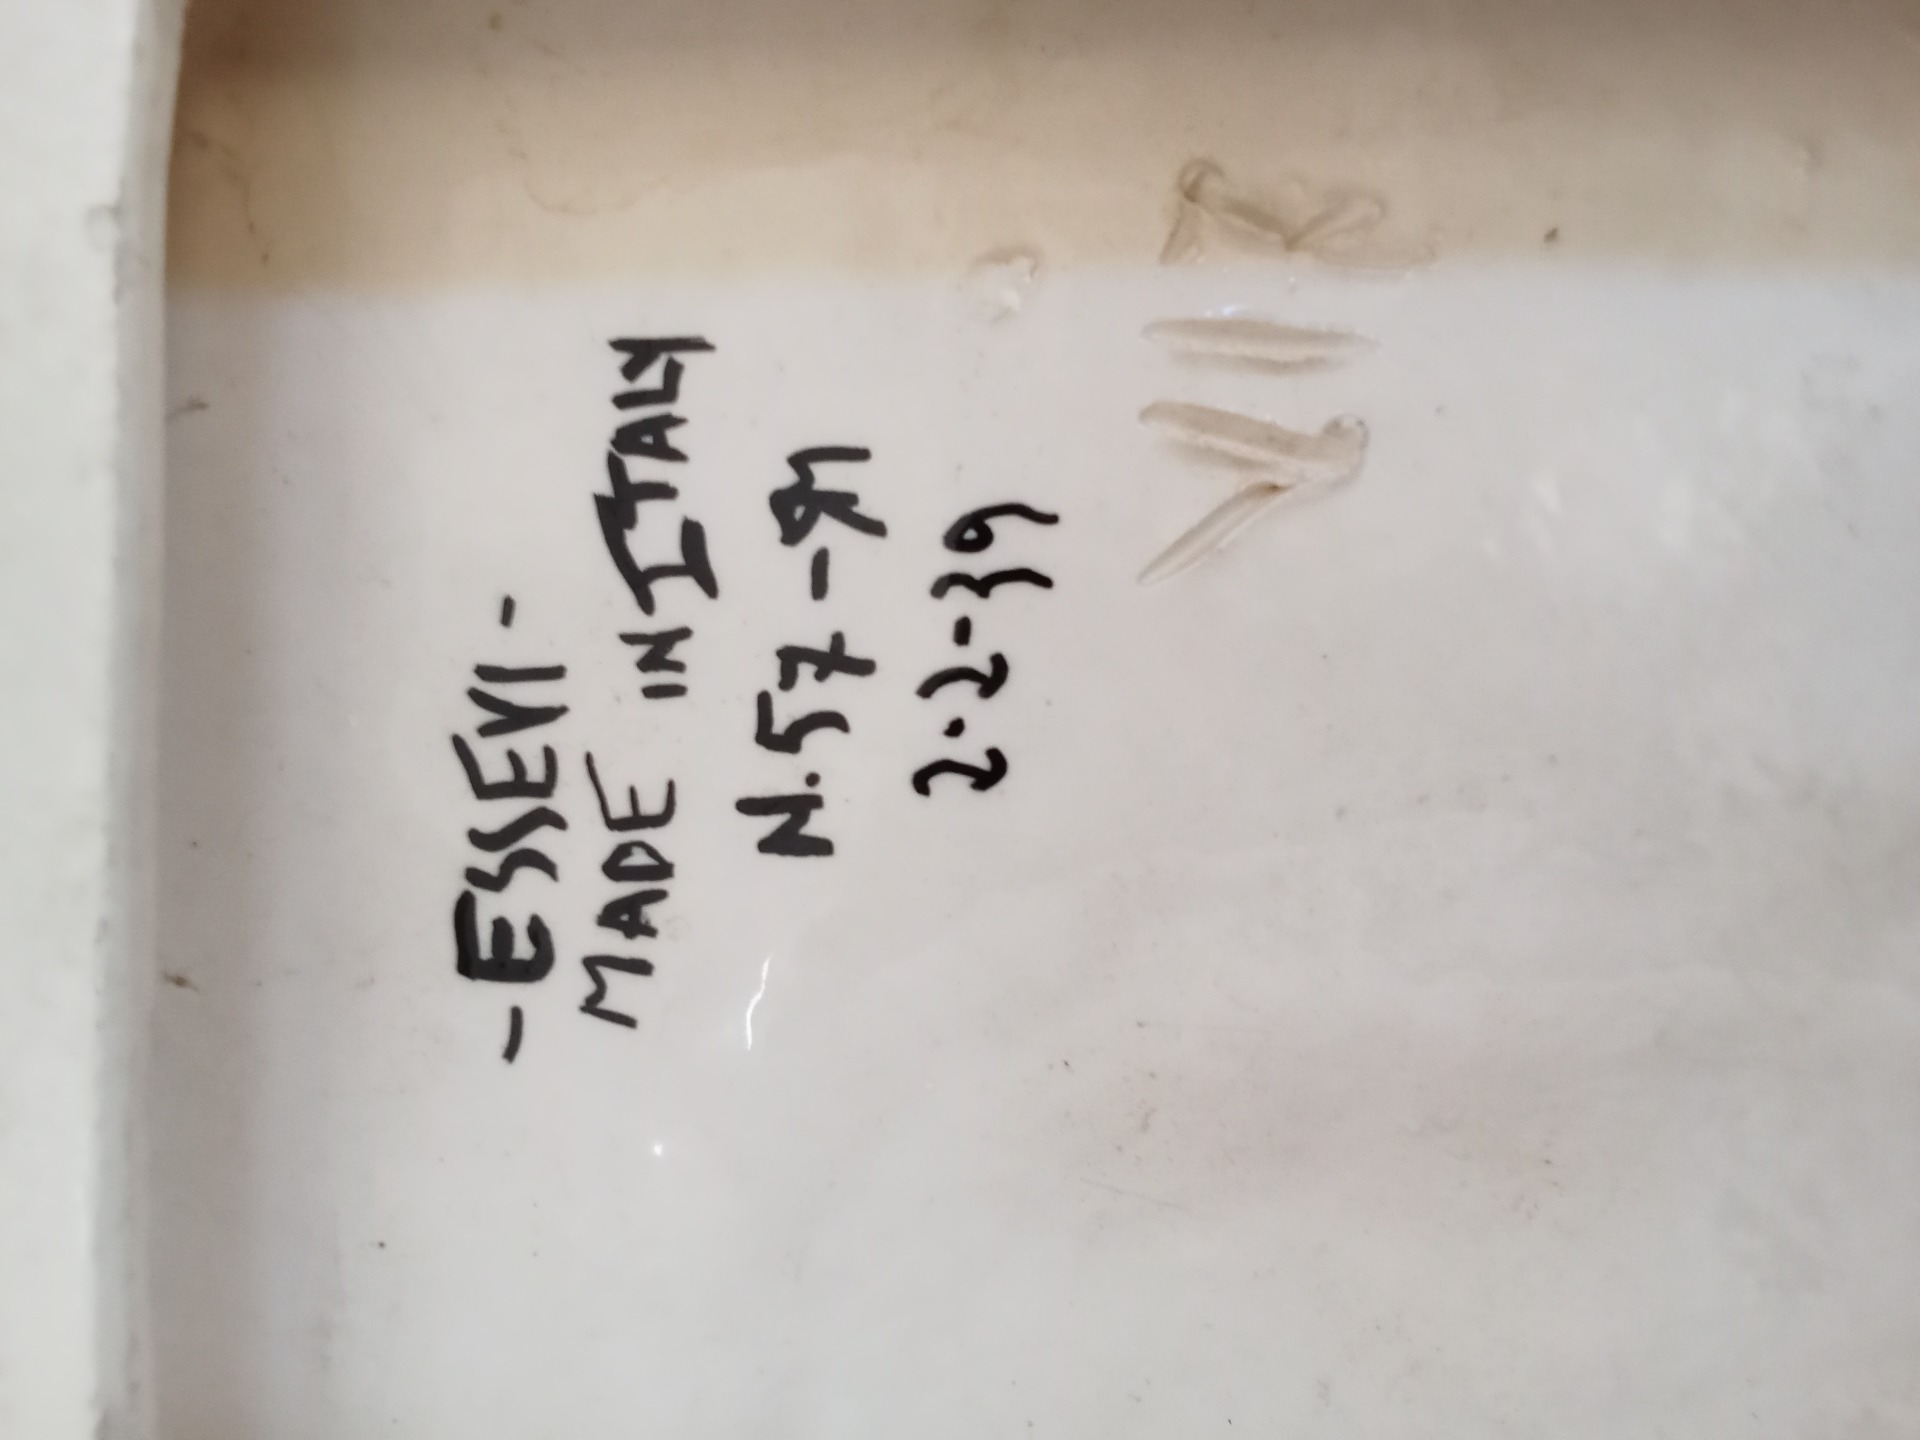 -ESSEVI-
MADE IN ITALY
N.57-91
2.2-39